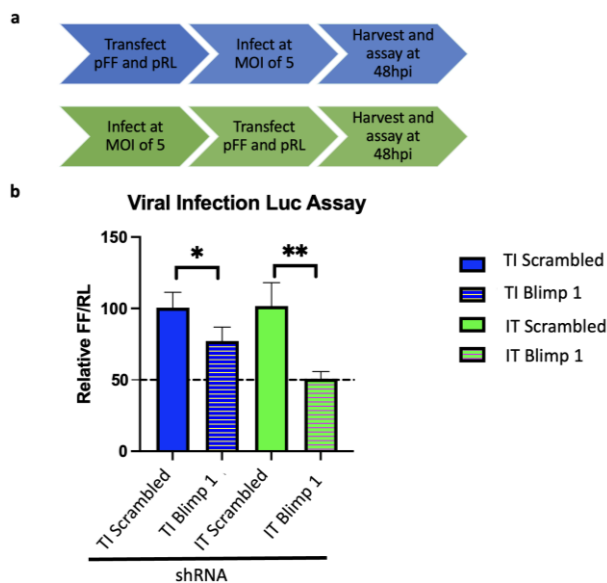 a
Transfect
pFF and pRL
Infect at
MOI of 5
Harvest and
assay at
48hpi
Infect at
MOI of 5
Transfect
pFF and pRL
Harvest and
assay at
48hpi
b
Viral Infection Luc Assay
Relative FF/RL
150
100
50
0
*
**
TI Scrambled
TI Blimp 1
IT Scrambled
IT Blimp 1
shRNA
TI Scrambled
TI Blimp 1
IT Scrambled
IT Blimp 1